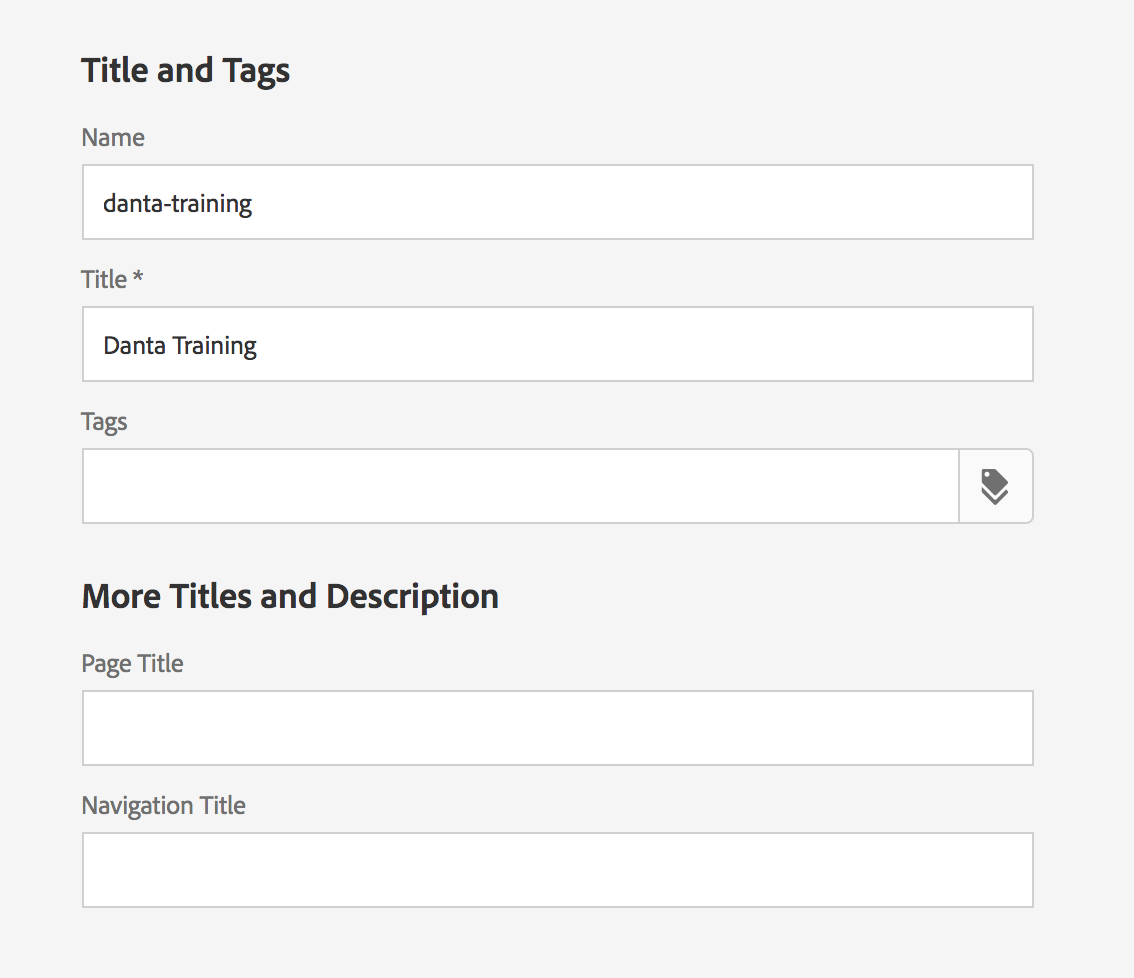 Title and Tags
Name
danta-training
Title *
Danta Training
Tags
More Titles and Description
Page Title
Navigation Title